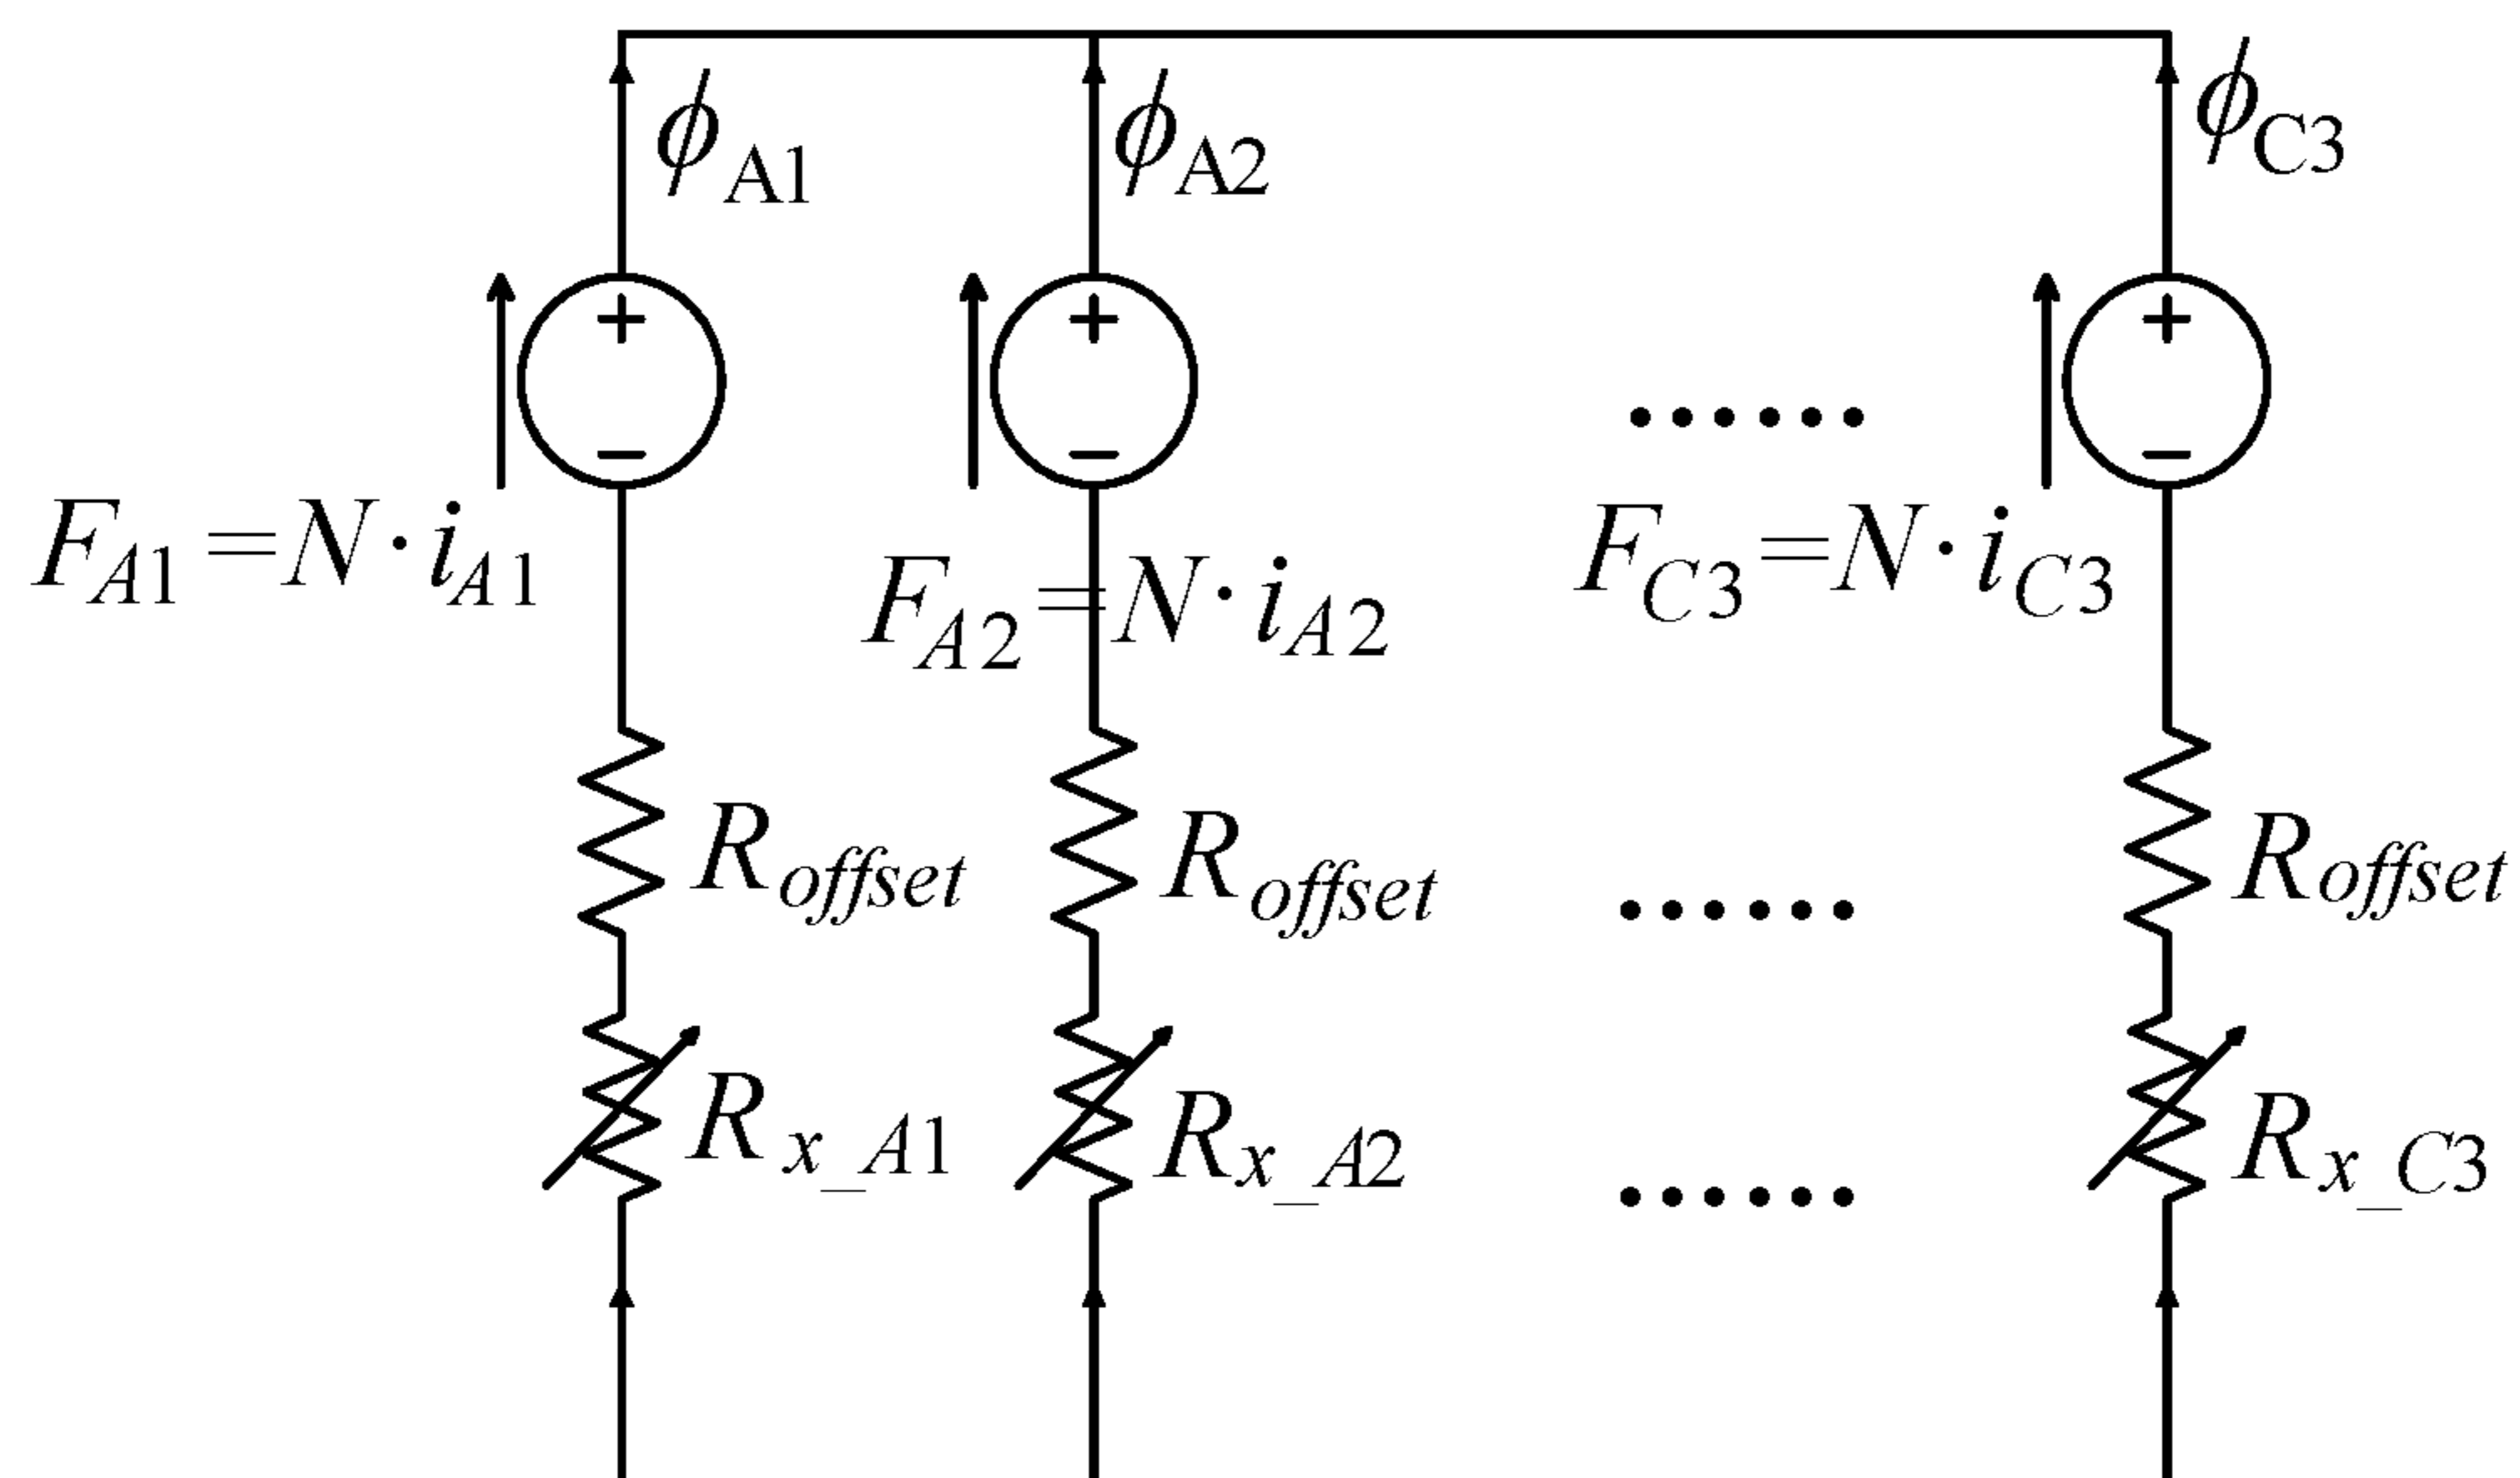 ϕA1
ϕA2
ϕC3
+
+
+
−
−
−
FA1=N·iA1
FA2=N·iA2
FC3=N·iC3
......
Roffset
Roffset
Roffset
......
Rx_A1
Rx_A2
Rx_C3
......